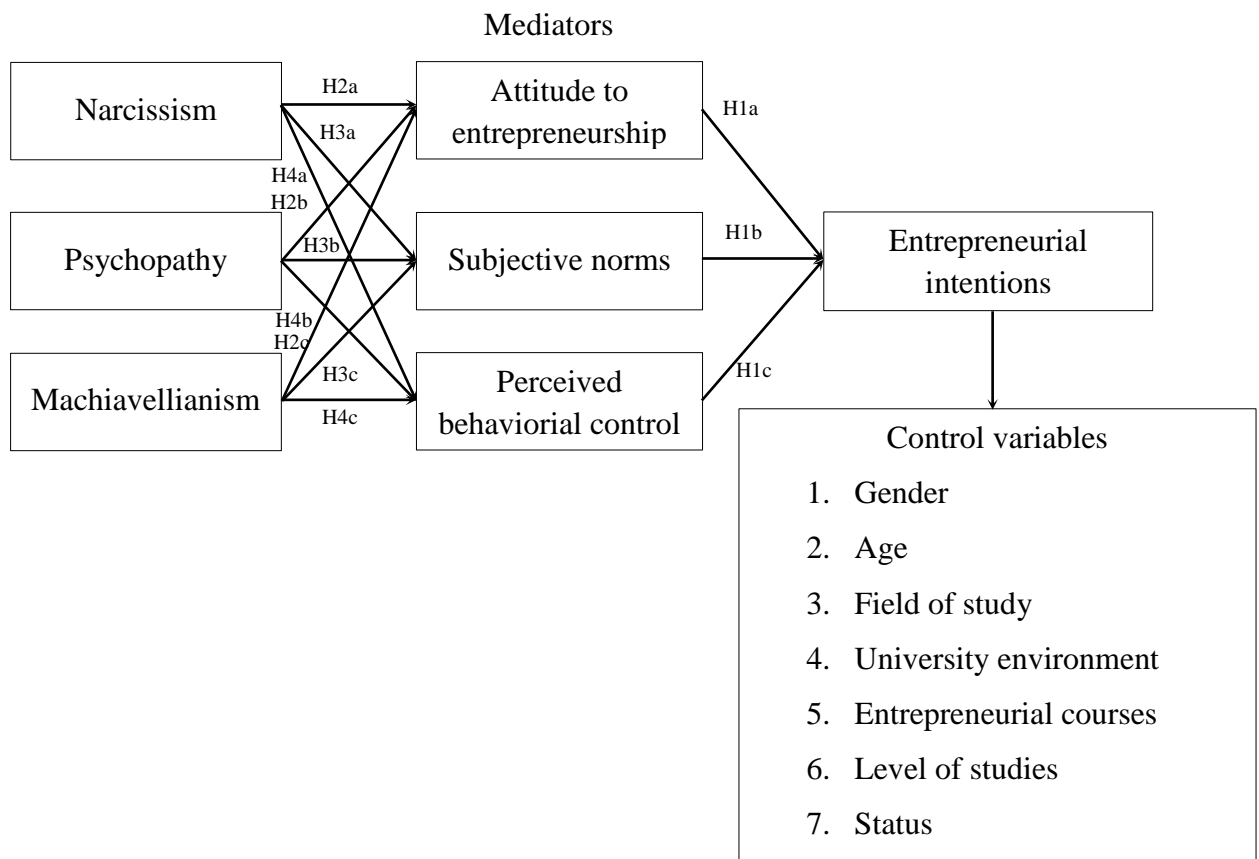 Mediators
Narcissism
H2a
Attitude to
entrepreneurship
H1a
H3a
H4a
H2b
Psychopathy
H3b
Subjective norms
H1b
Entrepreneurial
intentions
H4b
H2c
Machiavellianism
H3c
H4c
Perceived
behaviorial control
H1c
Control variables
1. Gender
2. Age
3. Field of study
4. University environment
5. Entrepreneurial courses
6. Level of studies
7. Status